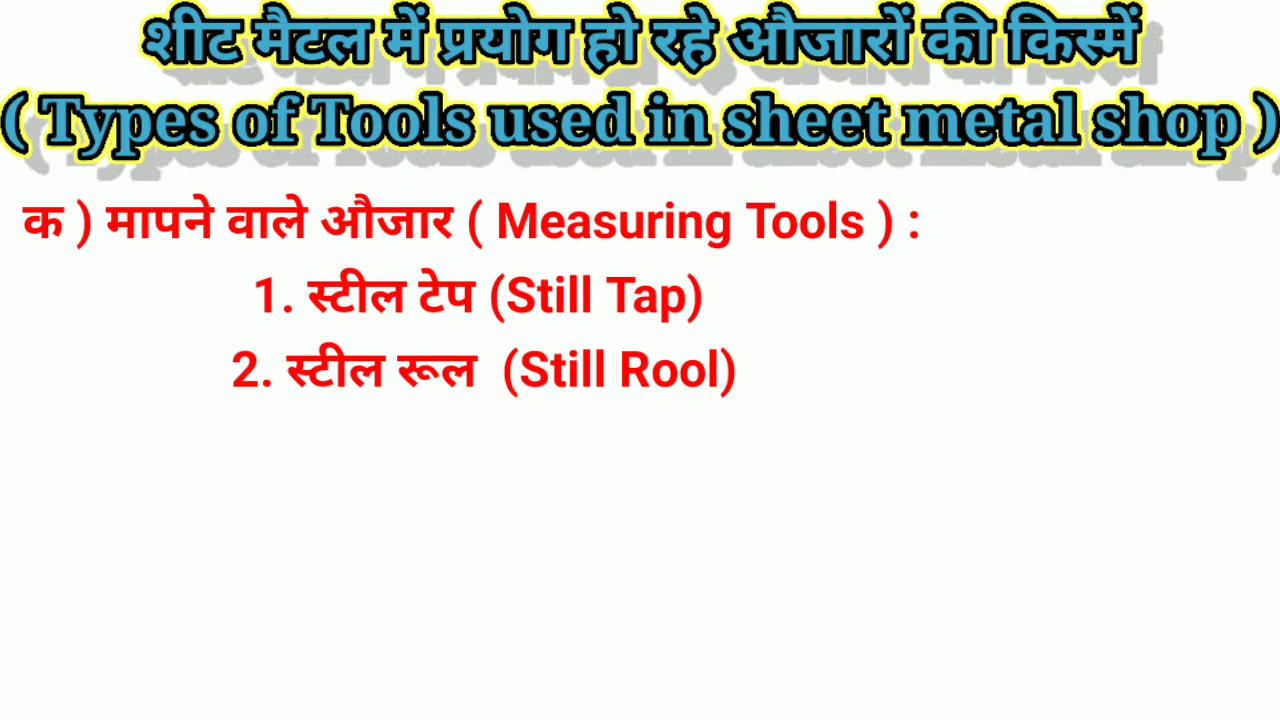 शीट मैटल में प्रयोग हो रहे औजारों की किस्में
( Types of Tools used in sheet metal shop )
क ) मापने वाले औजार ( Measuring Tools ) :
1. स्टील टेप (Still Tap)
2. स्टील रूल (Still Rool)